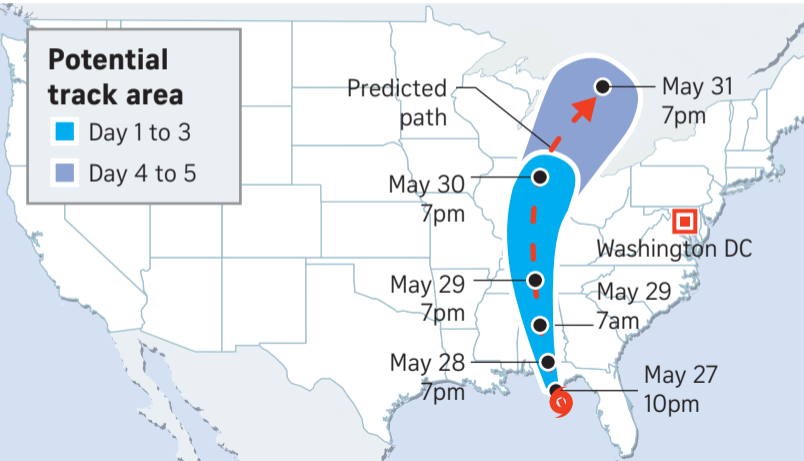 Potential
track area
Day 1 to 3
Day 4 to 5
Predicted
path
May 31
7pm
May 30
7pm
Washington DC
May 29
7pm
May 29
7am
May 28
7pm
May 27
10pm